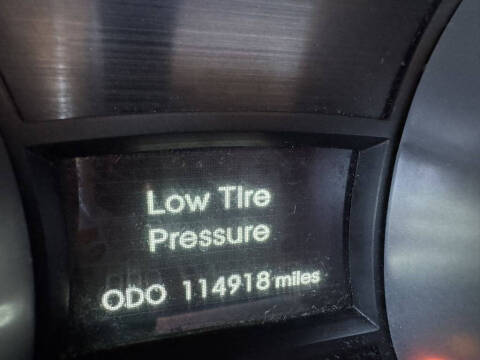 Low Tire
Pressure
ODO 114918 miles